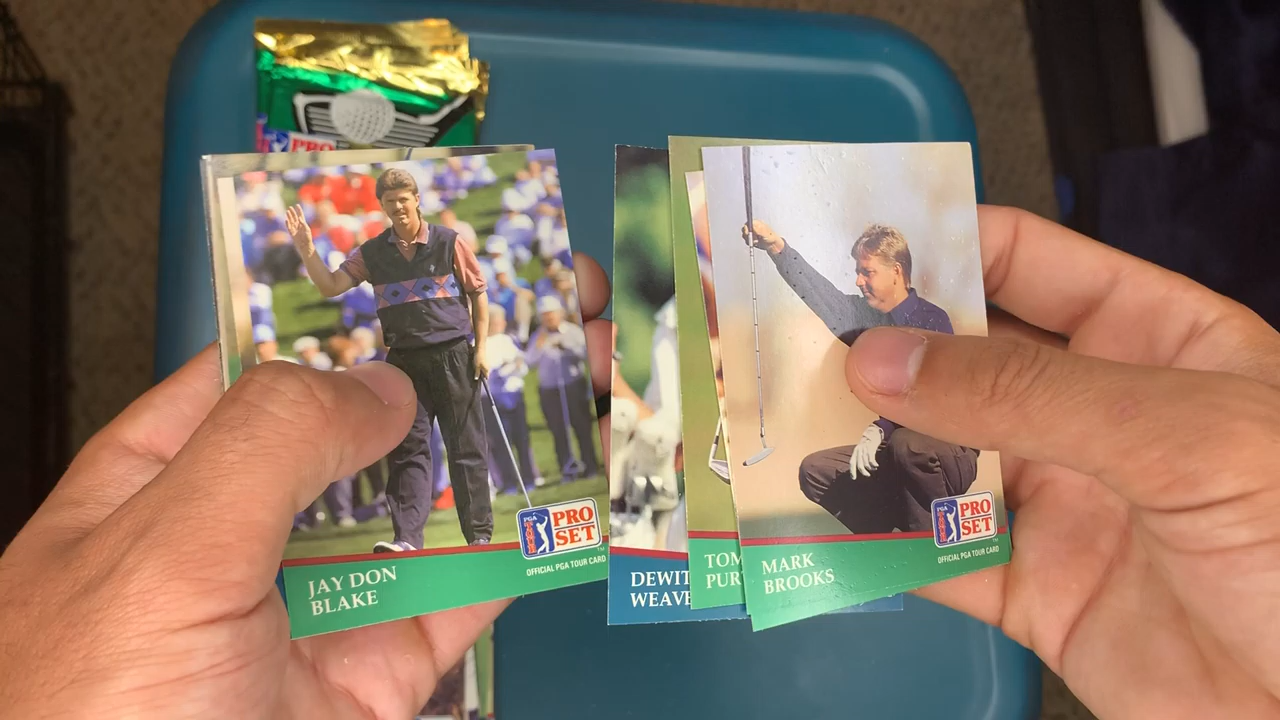 PRO
JAY DON
BLAKE
PGA TOUR
PRO
SET
OFFICIAL PGA TOUR CARD
DEWIT
WEAVE
TOM
PUR
MARK
BROOKS
PGA TOUR
PRO
SET
TM
OFFICIAL PGA TOUR CARD